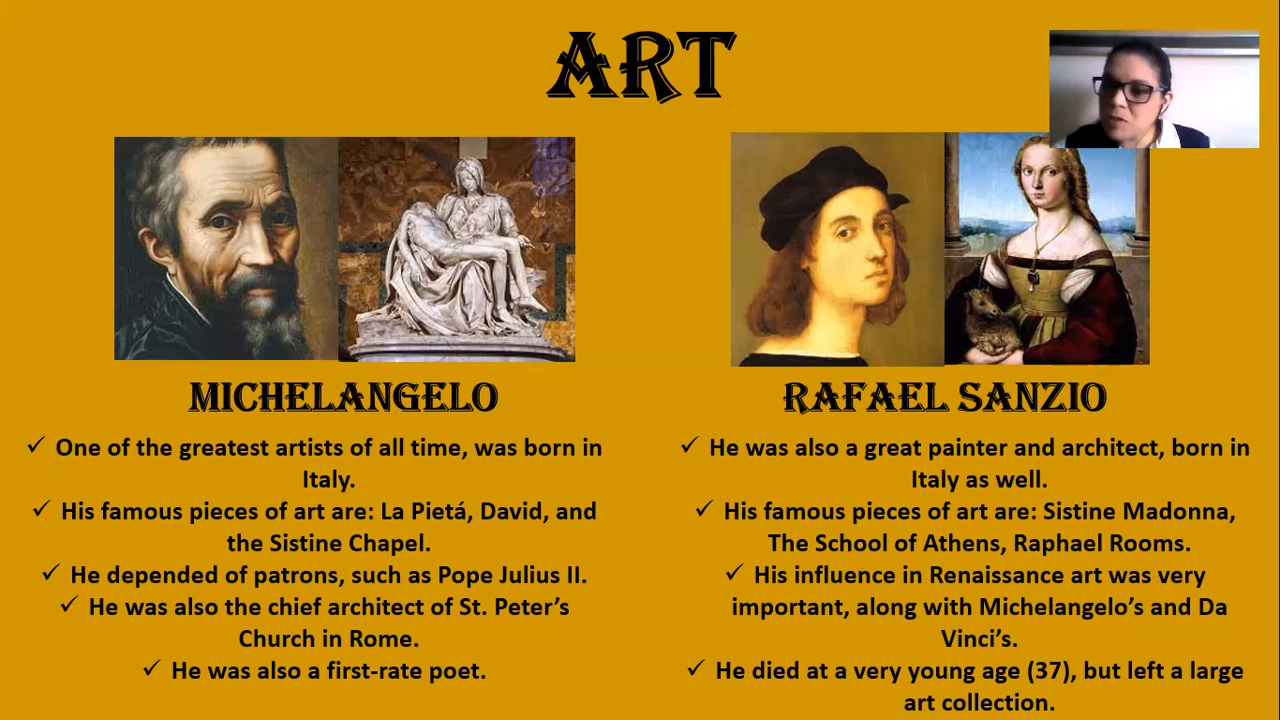 ART
MICHELANGELO
✓ One of the greatest artists of all time, was born in
Italy.
✓ His famous pieces of art are: La Pietá, David, and
the Sistine Chapel.
✓ He depended of patrons, such as Pope Julius II.
✓ He was also the chief architect of St. Peter’s
Church in Rome.
✓ He was also a first-rate poet.
RAFAEL SANZIO
✓ He was also a great painter and architect, born in
Italy as well.
✓ His famous pieces of art are: Sistine Madonna,
The School of Athens, Raphael Rooms.
✓ His influence in Renaissance art was very
important, along with Michelangelo’s and Da
Vinci’s.
✓ He died at a very young age (37), but left a large
art collection.